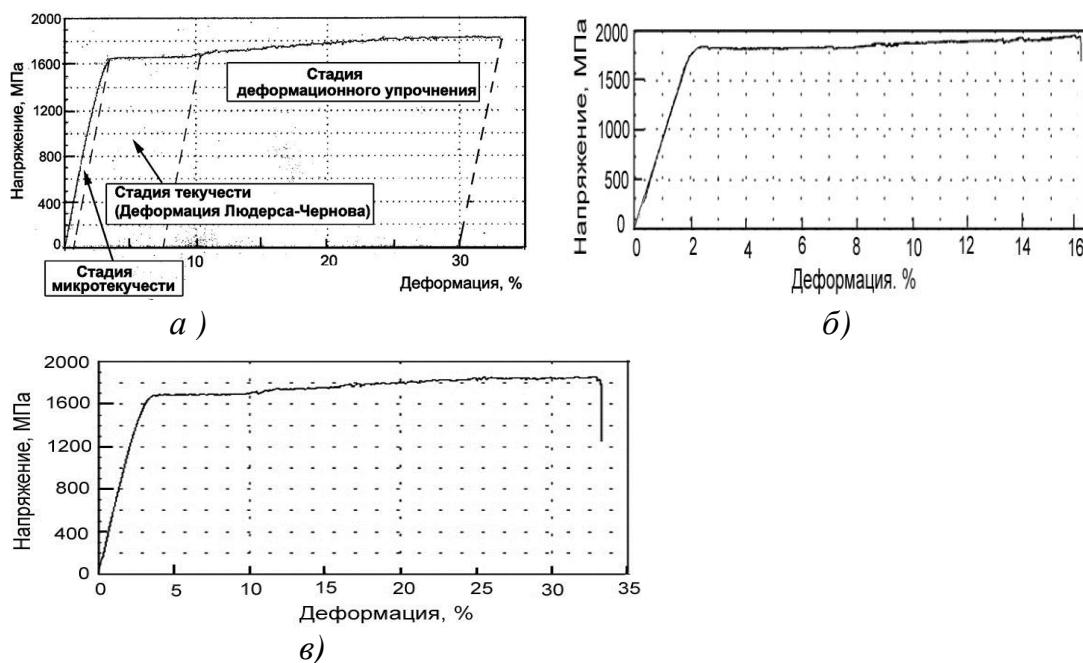 2000
1600
1200
800
400
0
Напряжение, МПа
Стадия
деформационного упрочнения
Стадия текучести
(Деформация Людерса-Чернова)
Стадия
микротекучести
10
20
30
Деформация, %
а )
2000
1500
1000
500
0
Напряжение, МПа
0 2 4 6 8 10 12 14 16
Деформация. %
б)
2000
1600
1200
800
400
0
Напряжение, МПа
0 5 10 15 20 25 30 35
Деформация, %
в)